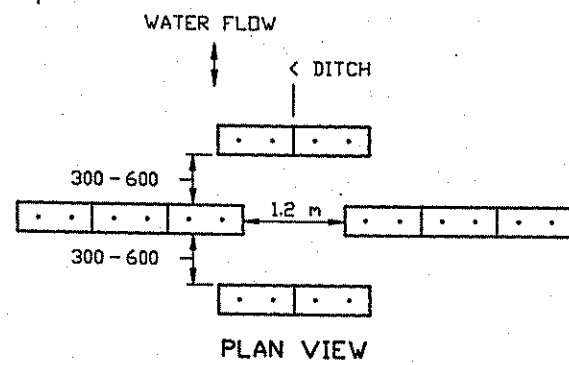 WATER FLOW
< DITCH
300-600
1.2 m
300-600
PLAN VIEW